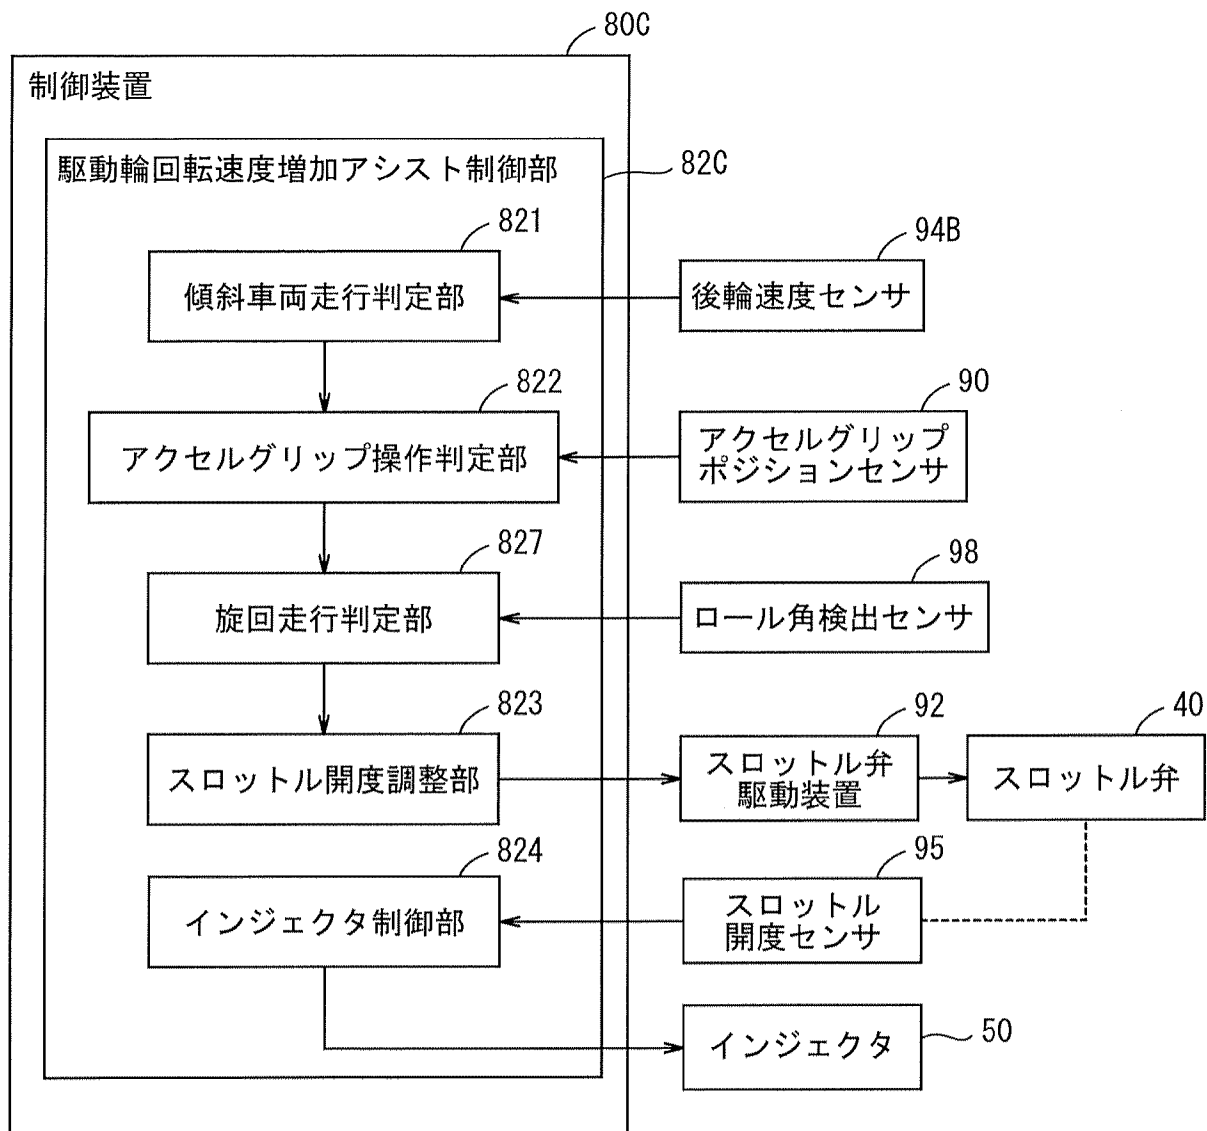 80C
制御装置
駆動輪回転速度増加アシスト制御部
82C
821
傾斜車両走行判定部
94B
後輪速度センサ
822
アクセルグリップ操作判定部
90
アクセルグリップ
ポジションセンサ
827
旋回走行判定部
98
ロール角検出センサ
823
スロットル開度調整部
92
スロットル弁
駆動装置
40
スロットル弁
824
インジェクタ制御部
95
スロットル
開度センサ
インジェクタ
50